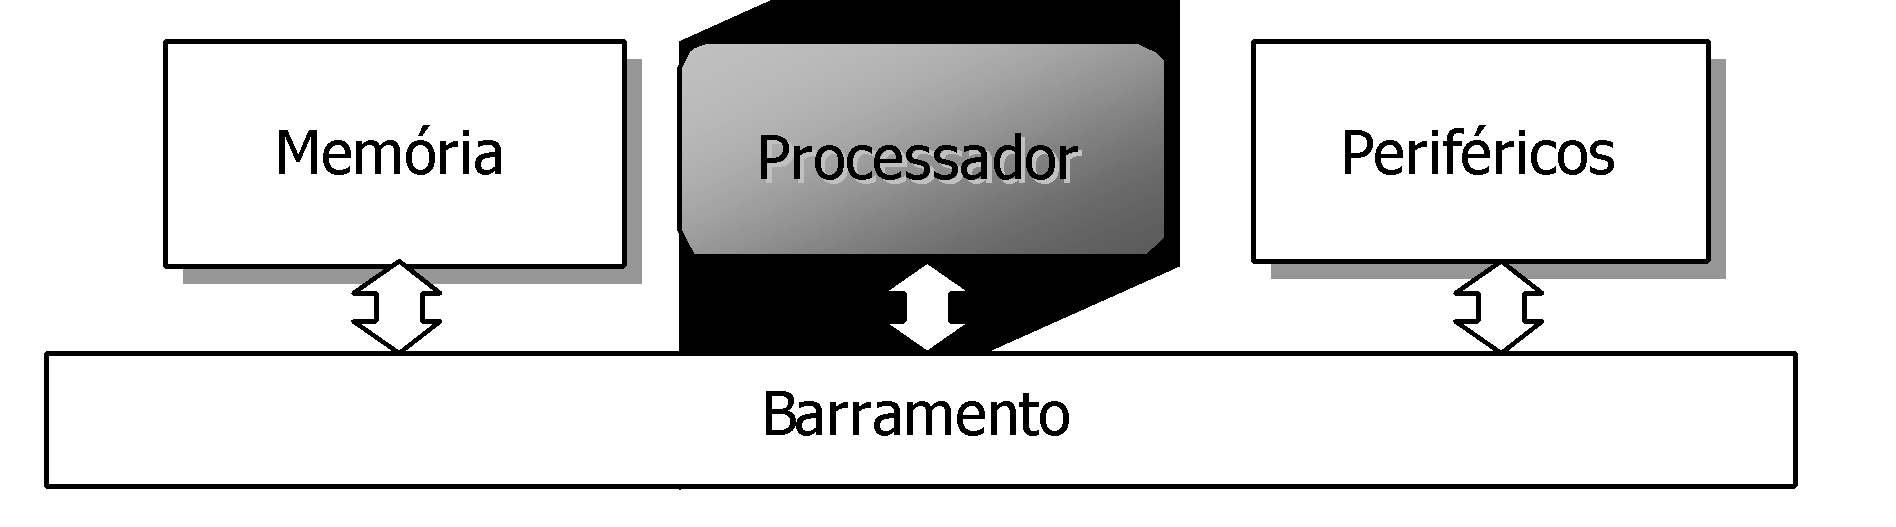 Memória
Processador
Periféricos
Barramento